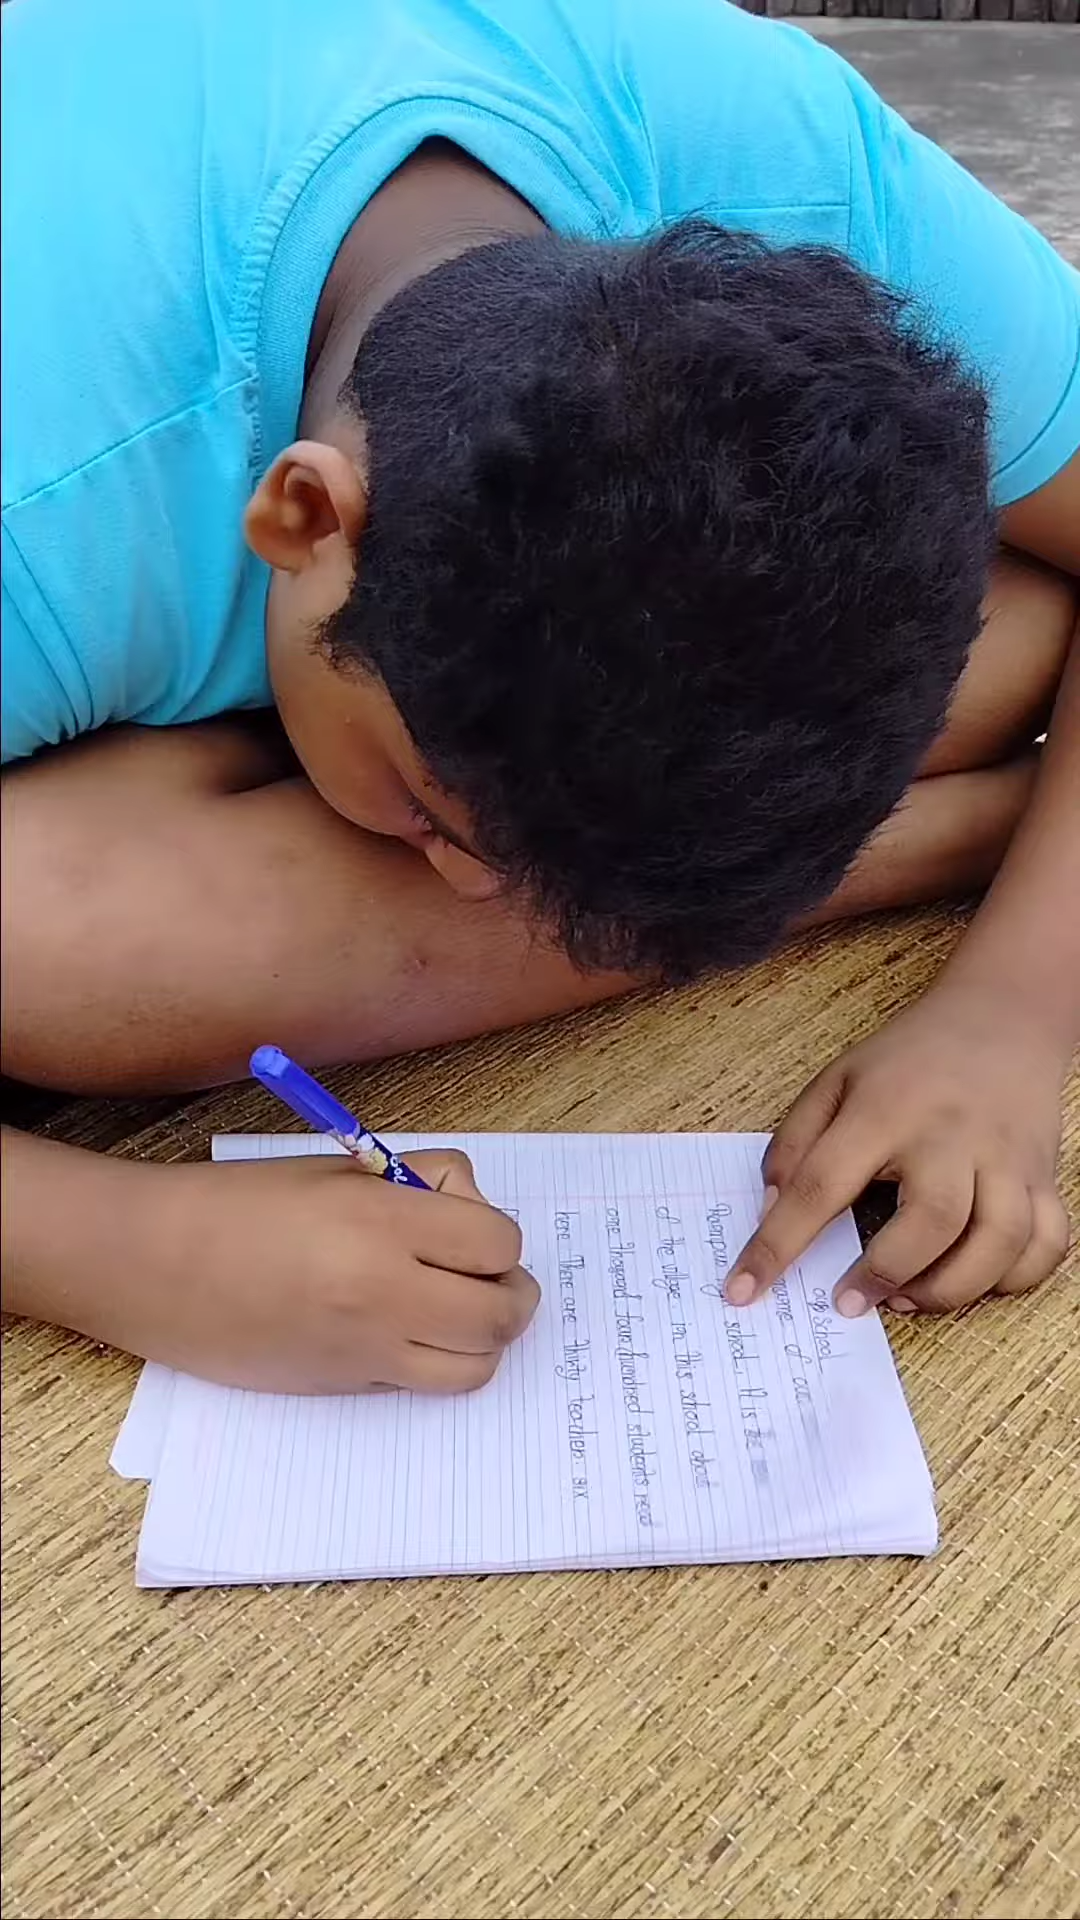 our School
name of our
Rampur school. It is the
of the village. in this school about
one thousand four hundred students read
here. There are thirty teachers. six